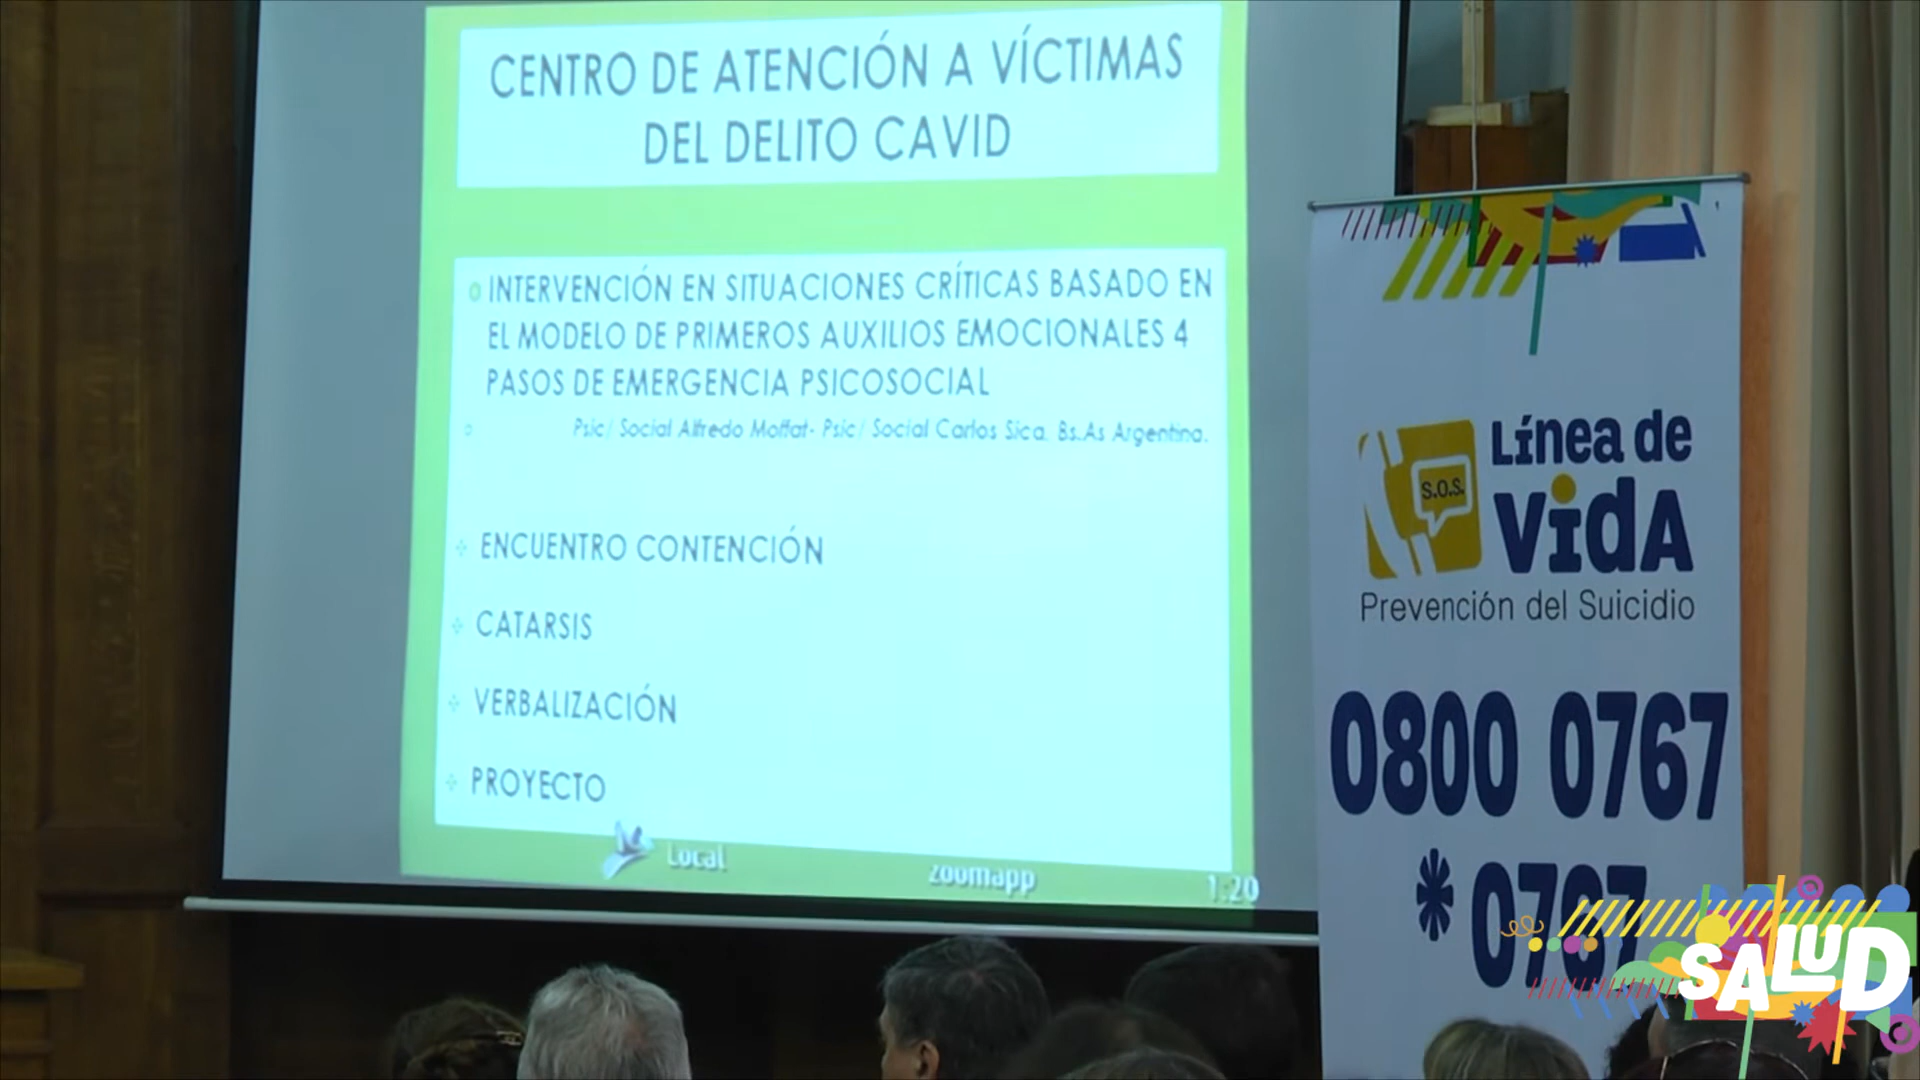 CENTRO DE ATENCIÓN A VÍCTIMAS
DEL DELITO CAVID
INTERVENCIÓN EN SITUACIONES CRÍTICAS BASADO EN
EL MODELO DE PRIMEROS AUXILIOS EMOCIONALES 4
PASOS DE EMERGENCIA PSICOSOCIAL
Psic/ Social Alfredo Moffat- Psic/ Social Carlos Sica. Bs.As Argentina.
ENCUENTRO CONTENCIÓN
CATARSIS
VERBALIZACIÓN
PROYECTO
Local
zoomapp
1:20
S.O.S.
Línea de
VidA
Prevención del Suicidio
0800 0767
*0767
SALUD